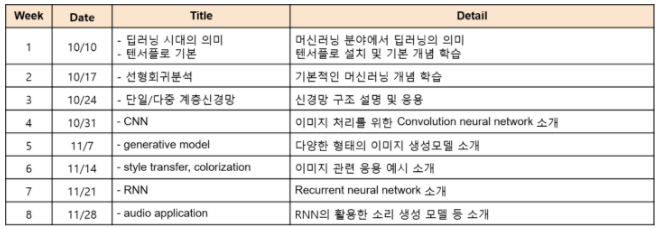 Week Date Title Detail
1 10/10 - 딥러닝 시대의 의미 머신러닝 분야에서 딥러닝의 의미
- 텐서플로 기본 텐서플로 설치 및 기본 개념 학습
2 10/17 - 선형회귀분석 기본적인 머신러닝 개념 학습
3 10/24 - 단일/다중 계층신경망 신경망 구조 설명 및 응용
4 10/31 - CNN 이미지 처리를 위한 Convolution neural network 소개
5 11/7 - generative model 다양한 형태의 이미지 생성모델 소개
6 11/14 - style transfer, colorization 이미지 관련 응용 예시 소개
7 11/21 - RNN Recurrent neural network 소개
8 11/28 - audio application RNN의 활용한 소리 생성 모델 등 소개